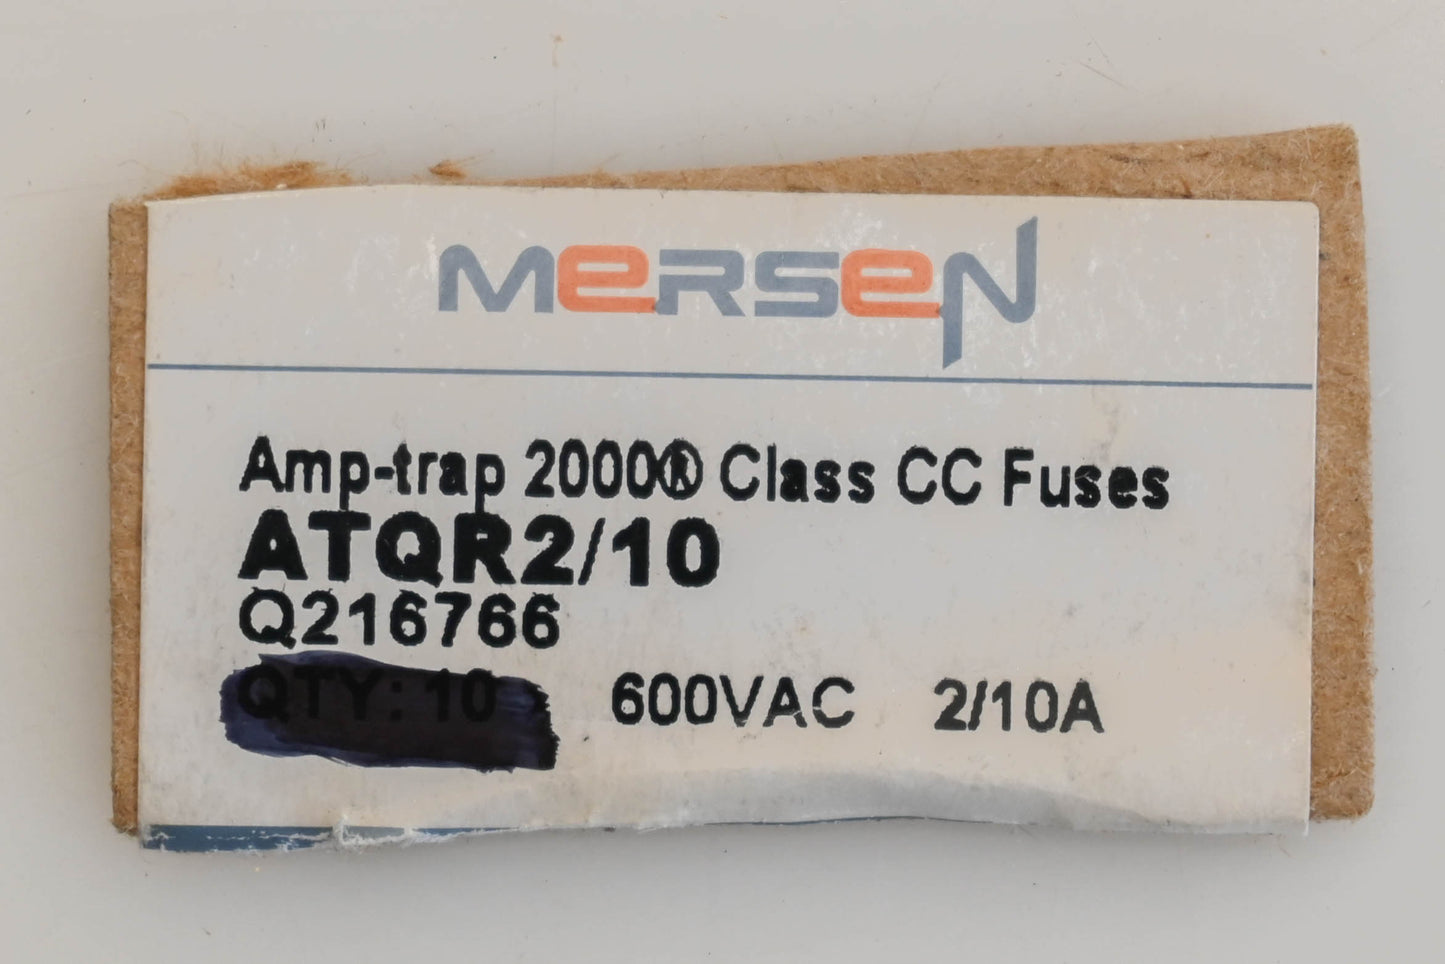 MERSEN
Amp-trap 2000® Class CC Fuses
ATQR2/10
Q216766
QTY: 10 600VAC 2/10A